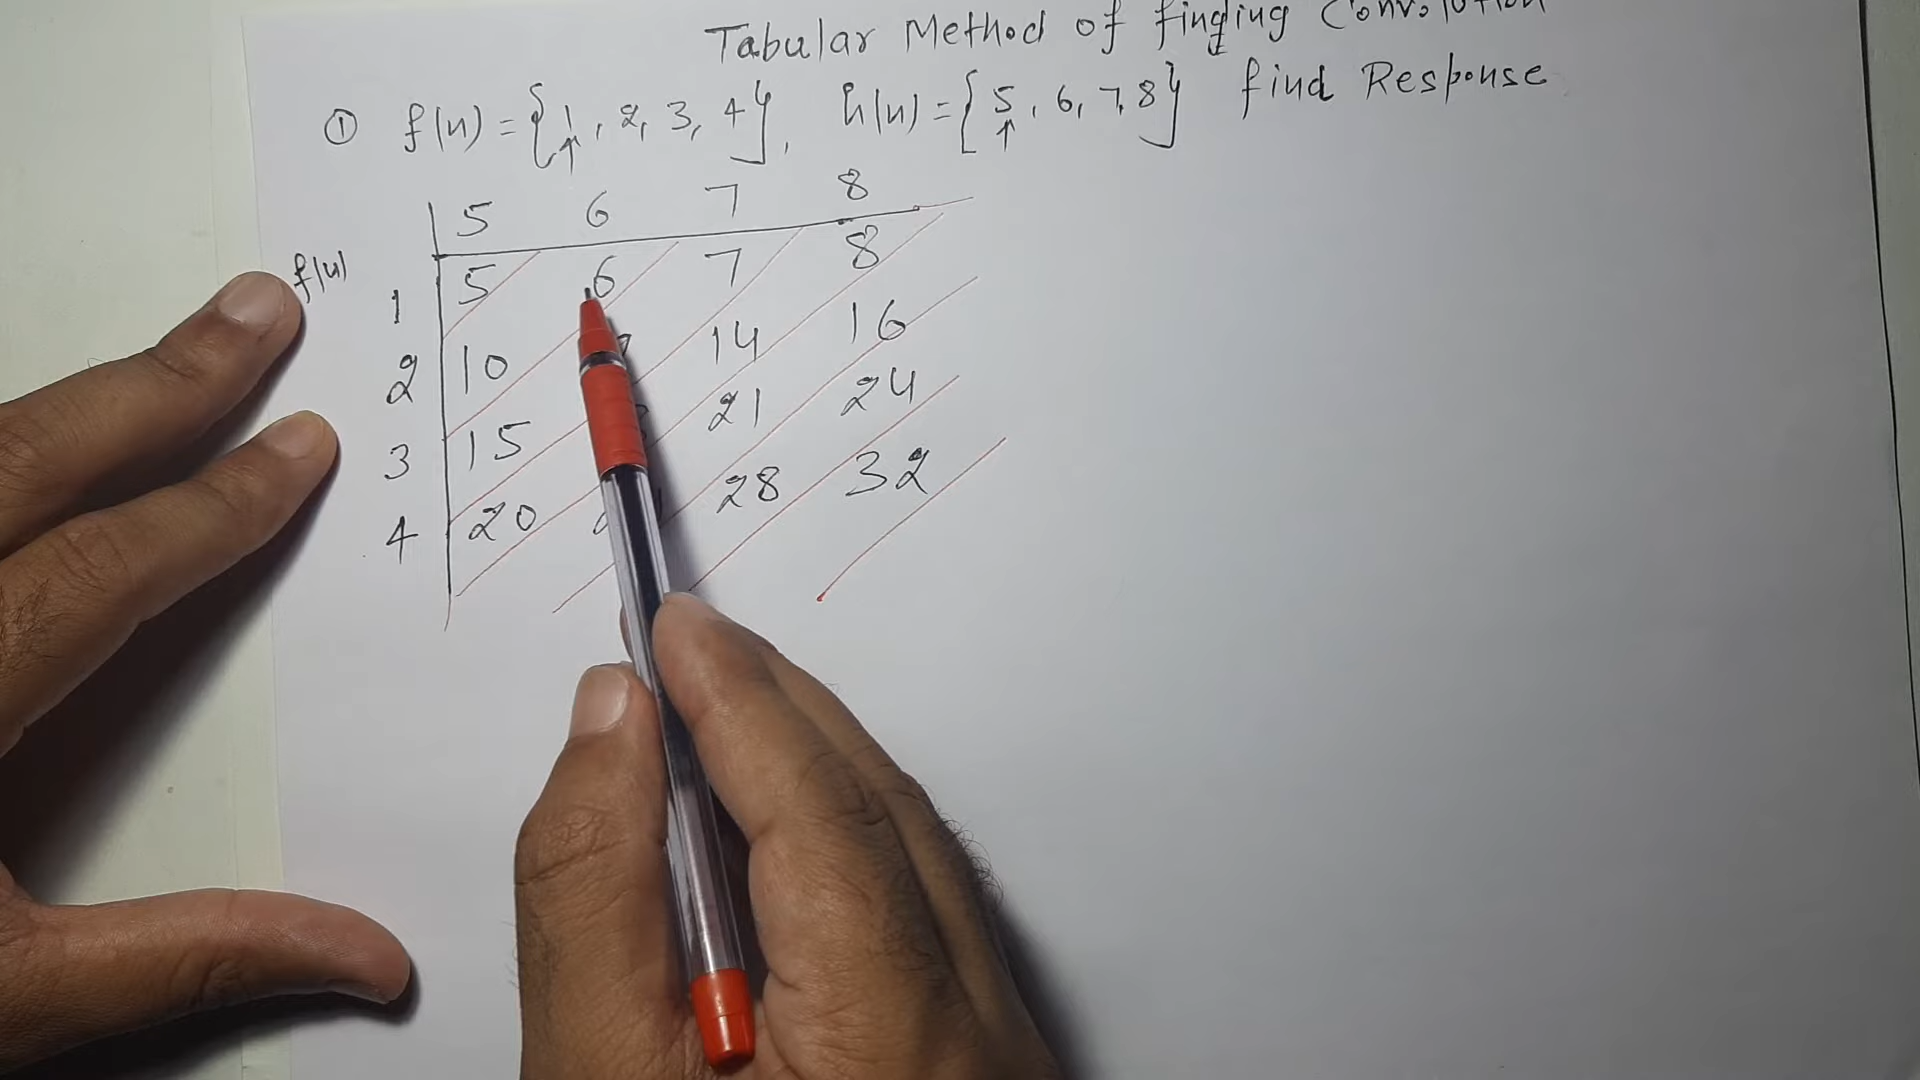 Tabular Method of finding Convolution
① f(n) = {1, 2, 3, 4}, h(n) = {5, 6, 7, 8} find Response
↑ ↑
5 6 7 8
f(n)
1 5 6 7 8
2 10 14 16
3 15 21 24
4 20 28 32